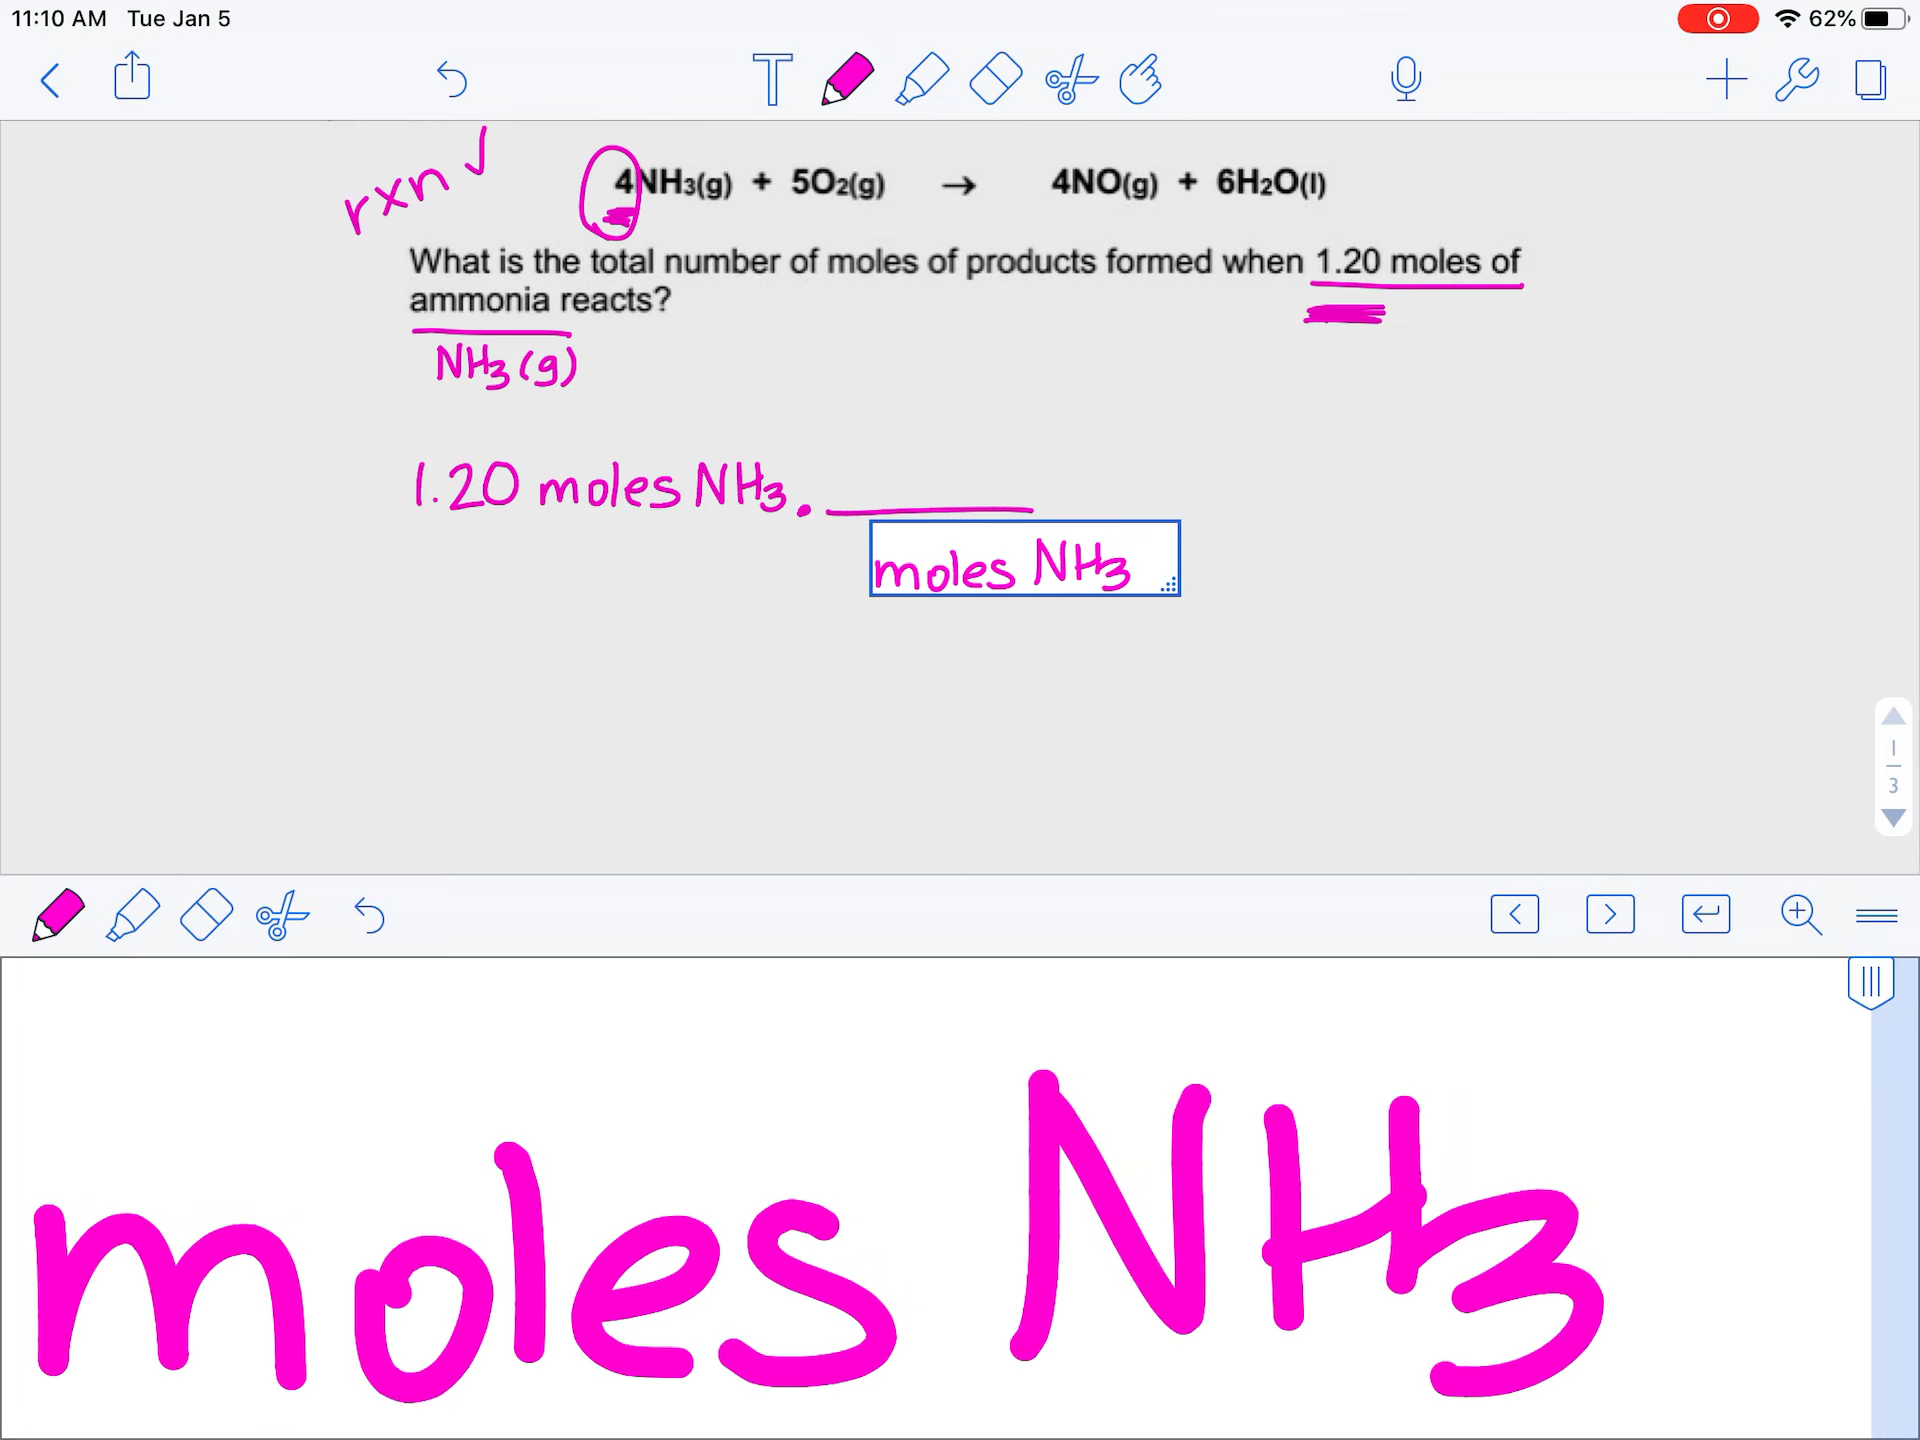 11:10 AM Tue Jan 5 62%
T
rxn ✓
4NH₃(g) + 5O₂(g) → 4NO(g) + 6H₂O(l)
What is the total number of moles of products formed when 1.20 moles of
ammonia reacts?
NH₃(g)
1.20 moles NH₃ .
moles NH₃
1
3
moles NH₃